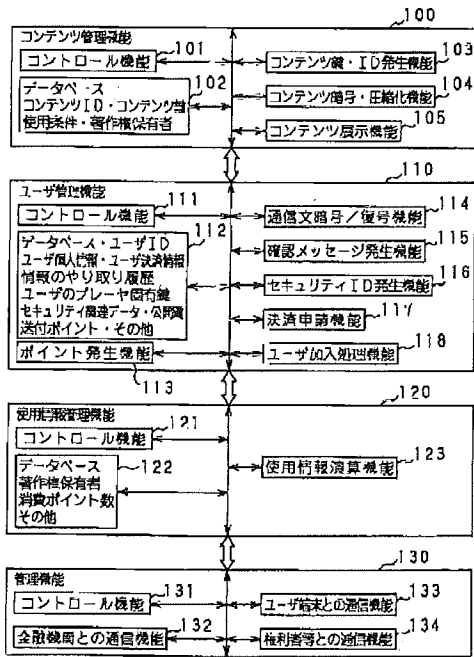 100
コンテンツ管理機能
101
コントロール機能
102
データベース
コンテンツID・コンテンツ鍵
使用条件・著作権保有者
103
コンテンツ鍵・ID発生機能
104
コンテンツ暗号・圧縮化機能
105
コンテンツ展示機能
110
ユーザ管理機能
111
コントロール機能
112
データベース・ユーザID
ユーザ個人情報・ユーザ決済情報
情報のやり取り履歴
ユーザのプレーヤ固有鍵
セキュリティ関連データ・公開鍵
送付ポイント・その他
ポイント発生機能
113
114
通信文暗号/復号機能
115
確認メッセージ発生機能
116
セキュリティID発生機能
117
決済申請機能
118
ユーザ加入処理機能
120
使用情報管理機能
121
コントロール機能
122
データベース
著作権保有者
消費ポイント数
その他
123
使用情報演算機能
130
管理機能
131
コントロール機能
132
金融機関との通信機能
133
ユーザ端末との通信機能
134
権利者等との通信機能